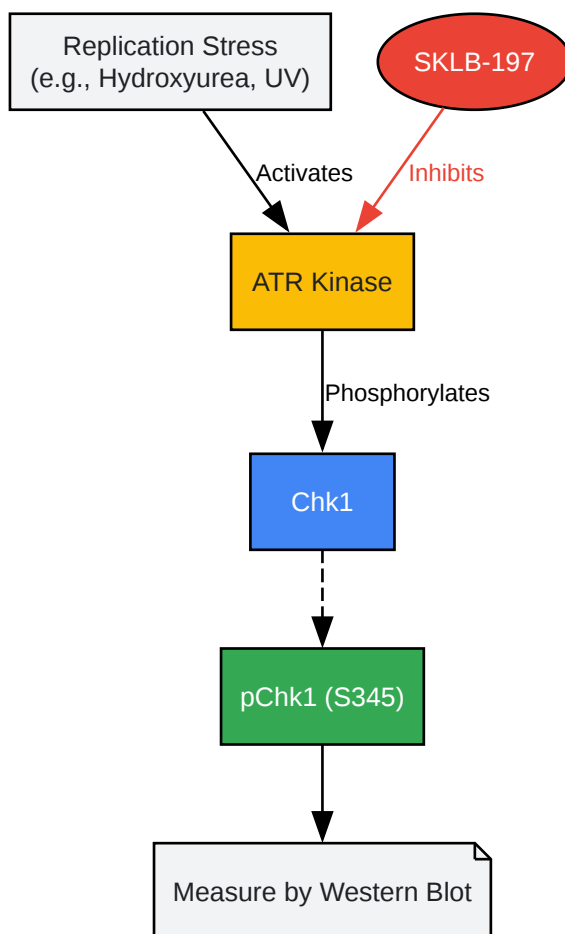 Replication Stress
(e.g., Hydroxyurea, UV)
SKLB-197
Activates
Inhibits
ATR Kinase
Phosphorylates
Chk1
pChk1 (S345)
Measure by Western Blot